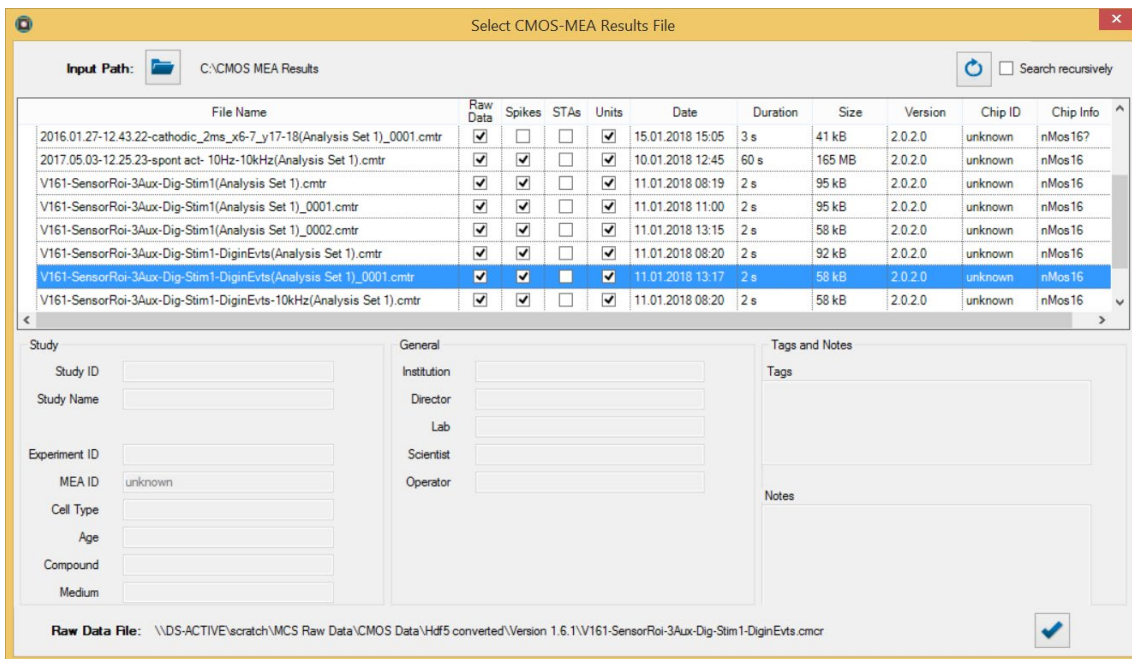 Select CMOS-MEA Results File
Input Path: C:\CMOS MEA Results Search recursively
File Name Raw Data Spikes STAs Units Date Duration Size Version Chip ID Chip Info
2016.01.27-12.43.22-cathodic_2ms_x6-7_y17-18(Analysis Set 1)_0001.cmtr 15.01.2018 15:05 3 s 41 kB 2.0.2.0 unknown nMos16?
2017.05.03-12.25.23-spont act- 10Hz-10kHz(Analysis Set 1).cmtr 10.01.2018 12:45 60 s 165 MB 2.0.2.0 unknown nMos16
V161-SensorRoi-3Aux-Dig-Stim1(Analysis Set 1).cmtr 11.01.2018 08:19 2 s 95 kB 2.0.2.0 unknown nMos16
V161-SensorRoi-3Aux-Dig-Stim1(Analysis Set 1)_0001.cmtr 11.01.2018 11:00 2 s 95 kB 2.0.2.0 unknown nMos16
V161-SensorRoi-3Aux-Dig-Stim1(Analysis Set 1)_0002.cmtr 11.01.2018 13:15 2 s 58 kB 2.0.2.0 unknown nMos16
V161-SensorRoi-3Aux-Dig-Stim1-DiginEvts(Analysis Set 1).cmtr 11.01.2018 08:20 2 s 92 kB 2.0.2.0 unknown nMos16
V161-SensorRoi-3Aux-Dig-Stim1-DiginEvts(Analysis Set 1)_0001.cmtr 11.01.2018 13:17 2 s 58 kB 2.0.2.0 unknown nMos16
V161-SensorRoi-3Aux-Dig-Stim1-DiginEvts-10kHz(Analysis Set 1).cmtr 11.01.2018 08:20 2 s 58 kB 2.0.2.0 unknown nMos16
Study
Study ID
Study Name
Experiment ID
MEA ID unknown
Cell Type
Age
Compound
Medium
General
Institution
Director
Lab
Scientist
Operator
Tags and Notes
Tags
Notes
Raw Data File: \\DS-ACTIVE\scratch\MCS Raw Data\CMOS Data\Hdf5 converted\Version 1.6.1\V161-SensorRoi-3Aux-Dig-Stim1-DiginEvts.cmcr